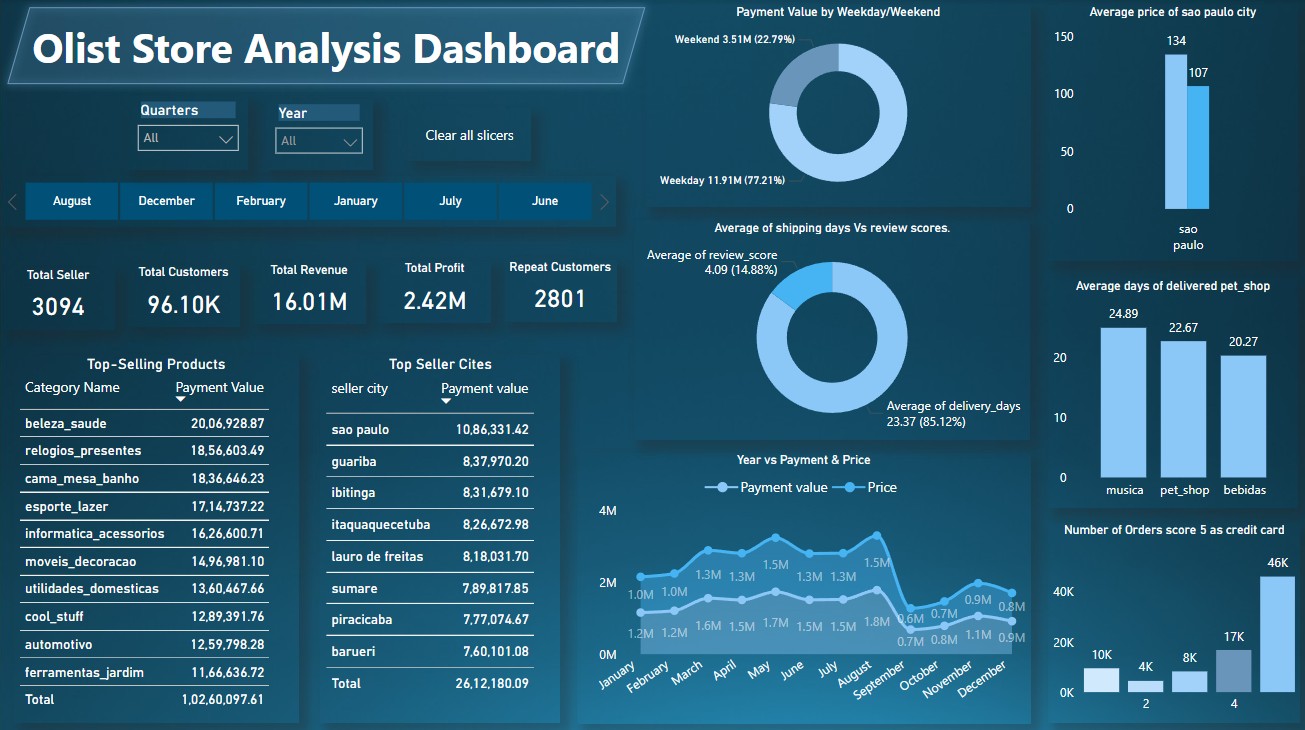 Olist Store Analysis Dashboard
Quarters
All
Year
All
Clear all slicers
August December February January July June
Total Seller
3094
Total Customers
96.10K
Total Revenue
16.01M
Total Profit
2.42M
Repeat Customers
2801
Top-Selling Products
Category Name Payment Value
beleza_saude 20,06,928.87
relogios_presentes 18,56,603.49
cama_mesa_banho 18,36,646.23
esporte_lazer 17,14,737.22
informatica_acessorios 16,26,600.71
moveis_decoracao 14,96,981.10
utilidades_domesticas 13,60,467.66
cool_stuff 12,89,391.76
automotivo 12,59,798.28
ferramentas_jardim 11,66,636.72
Total 1,02,60,097.61
Top Seller Cites
seller city Payment value
sao paulo 10,86,331.42
guariba 8,37,970.20
ibitinga 8,31,679.10
itaquaquecetuba 8,26,672.98
lauro de freitas 8,18,031.70
sumare 7,89,817.85
piracicaba 7,77,074.67
barueri 7,60,101.08
Total 26,12,180.09
Payment Value by Weekday/Weekend
Weekend 3.51M (22.79%)
Weekday 11.91M (77.21%)
Average of shipping days Vs review scores.
Average of review_score
4.09 (14.88%)
Average of delivery_days
23.37 (85.12%)
Year vs Payment & Price
Payment value Price
4M
2M
0M
1.0M 1.0M 1.3M 1.3M 1.5M 1.3M 1.3M 1.5M 0.6M 0.7M 0.9M 0.8M
1.2M 1.2M 1.6M 1.5M 1.7M 1.5M 1.5M 1.8M 0.7M 0.8M 1.1M 0.9M
January February March April May June July August September October November December
Average price of sao paulo city
150
100
50
0
134
107
sao
paulo
Average days of delivered pet_shop
20
10
0
24.89 22.67 20.27
musica pet_shop bebidas
Number of Orders score 5 as credit card
40K
20K
0K
10K 4K 8K 17K 46K
2 4